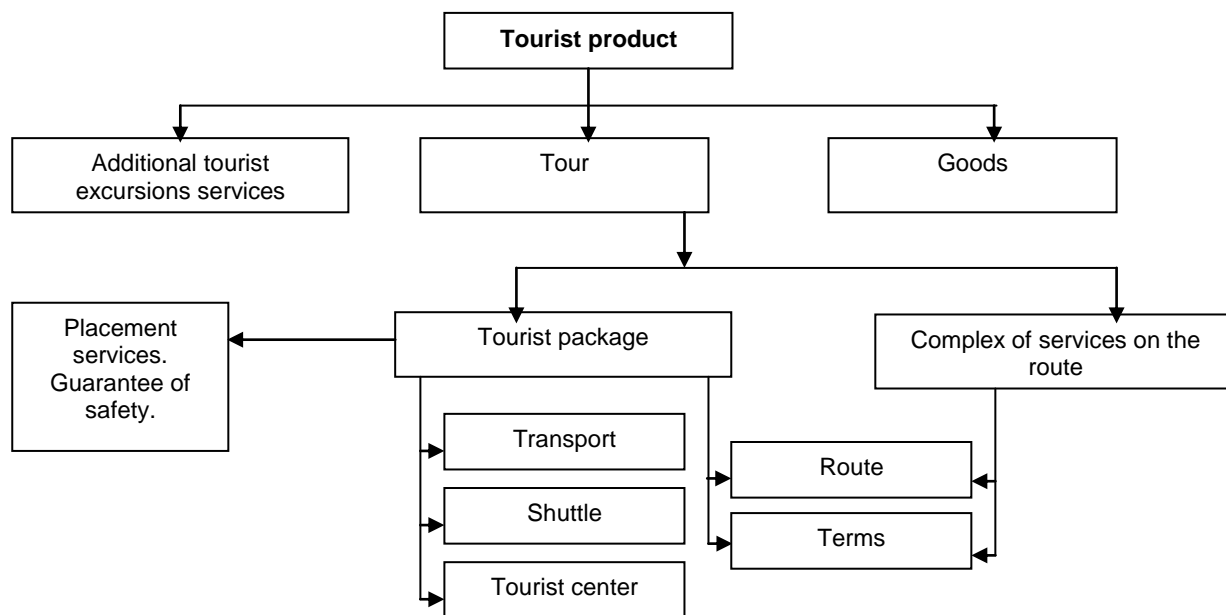 Tourist product
Additional tourist
excursions services
Tour
Goods
Placement
services.
Guarantee of
safety.
Tourist package
Complex of services on the
route
Transport
Route
Shuttle
Terms
Tourist center